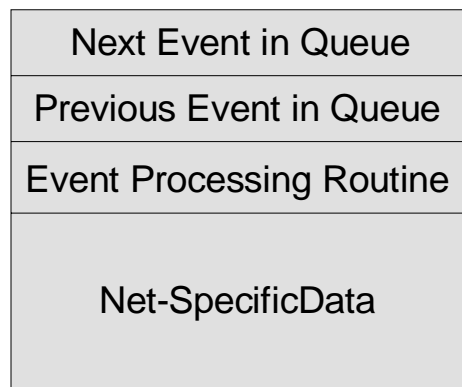 Next Event in Queue
Previous Event in Queue
Event Processing Routine
Net-SpecificData